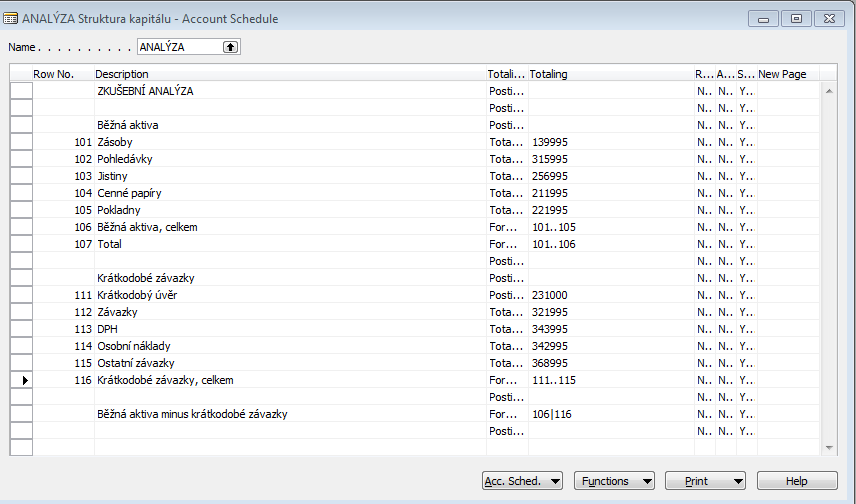 ANALÝZA Struktura kapitálu - Account Schedule
Name . . . . . . . . . . ANALÝZA
Row No. Description Totali... Totaling R... A... S... New Page
ZKUŠEBNÍ ANALÝZA Posti... N.. N.. Y..
Posti... N.. N.. Y..
Běžná aktiva Posti... N.. N.. Y..
101 Zásoby Tota... 139995 N.. N.. Y..
102 Pohledávky Tota... 315995 N.. N.. Y..
103 Jistiny Tota... 256995 N.. N.. Y..
104 Cenné papíry Tota... 211995 N.. N.. Y..
105 Pokladny Tota... 221995 N.. N.. Y..
106 Běžná aktiva, celkem For... 101..105 N.. N.. Y..
107 Total For... 101..106 N.. N.. Y..
Posti... N.. N.. Y..
Krátkodobé závazky Posti... N.. N.. Y..
111 Krátkodobý úvěr Posti... 231000 N.. N.. Y..
112 Závazky Tota... 321995 N.. N.. Y..
113 DPH Tota... 343995 N.. N.. Y..
114 Osobní náklady Tota... 342995 N.. N.. Y..
115 Ostatní závazky Tota... 368995 N.. N.. Y..
116 Krátkodobé závazky, celkem For... 111..115 N.. N.. Y..
Posti... N.. N.. Y..
Běžná aktiva minus krátkodobé závazky For... 106|116 N.. N.. Y..
Posti... N.. N.. Y..
Acc. Sched. Functions Print Help